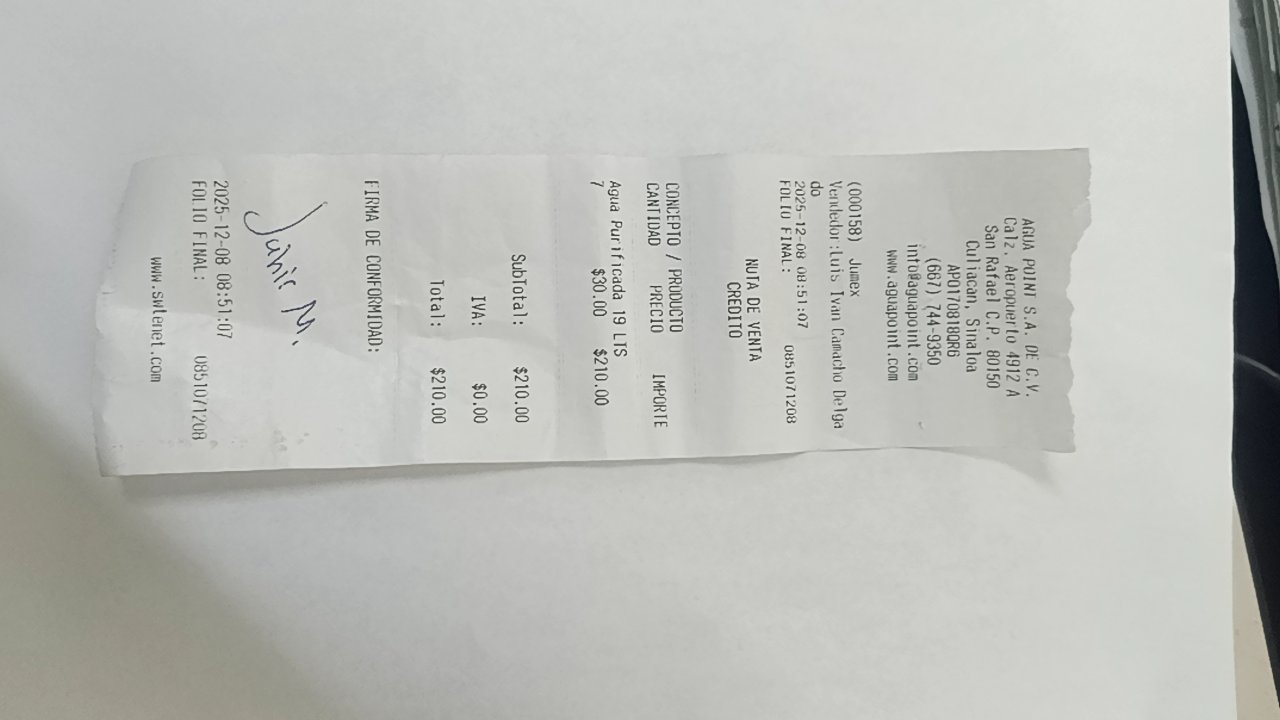 AGUA POINT S.A. DE C.V.
Calz. Aeropuerto 4912 A
San Rafael C.P. 80150
Culiacan, Sinaloa
APO170818QR6
(667) 744-9350
info@aguapoint.com
www.aguapoint.com
(000158) Jumex
Vendedor :Luis Ivan Camacho Delga
do
2025-12-08 08:51:07
FOLIO FINAL: 0851071208
NOTA DE VENTA
CREDITO
CONCEPTO / PRODUCTO
CANTIDAD PRECIO IMPORTE
Agua Purificada 19 LTS
7 $30.00 $210.00
SubTotal: $210.00
IVA: $0.00
Total: $210.00
FIRMA DE CONFORMIDAD:
M.
2025-12-08 08:51:07
FOLIO FINAL: 0851071208
www.swtenet.com